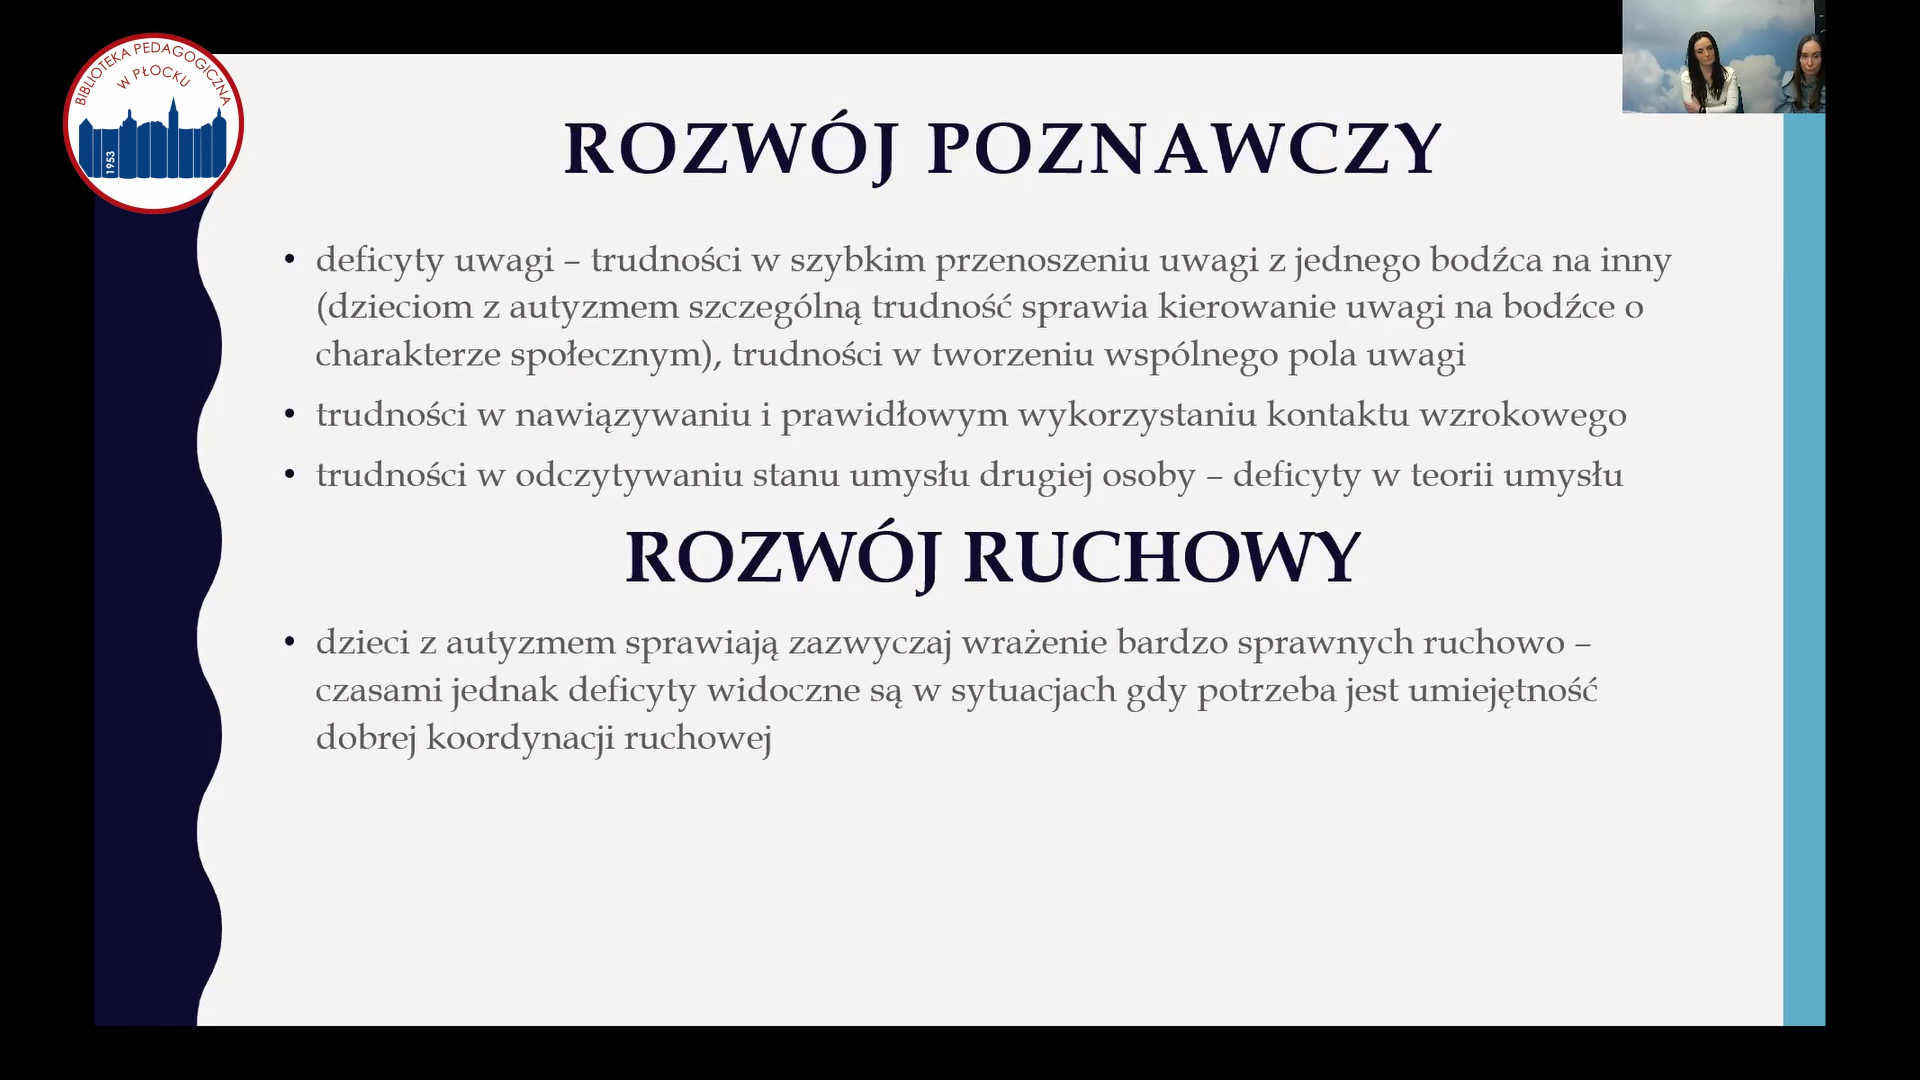 BIBLIOTEKA PEDAGOGICZNA
W PŁOCKU
1953
ROZWÓJ POZNAWCZY
• deficyty uwagi – trudności w szybkim przenoszeniu uwagi z jednego bodźca na inny
(dzieciom z autyzmem szczególną trudność sprawia kierowanie uwagi na bodźce o
charakterze społecznym), trudności w tworzeniu wspólnego pola uwagi
• trudności w nawiązywaniu i prawidłowym wykorzystaniu kontaktu wzrokowego
• trudności w odczytywaniu stanu umysłu drugiej osoby – deficyty w teorii umysłu
ROZWÓJ RUCHOWY
• dzieci z autyzmem sprawiają zazwyczaj wrażenie bardzo sprawnych ruchowo –
czasami jednak deficyty widoczne są w sytuacjach gdy potrzeba jest umiejętność
dobrej koordynacji ruchowej